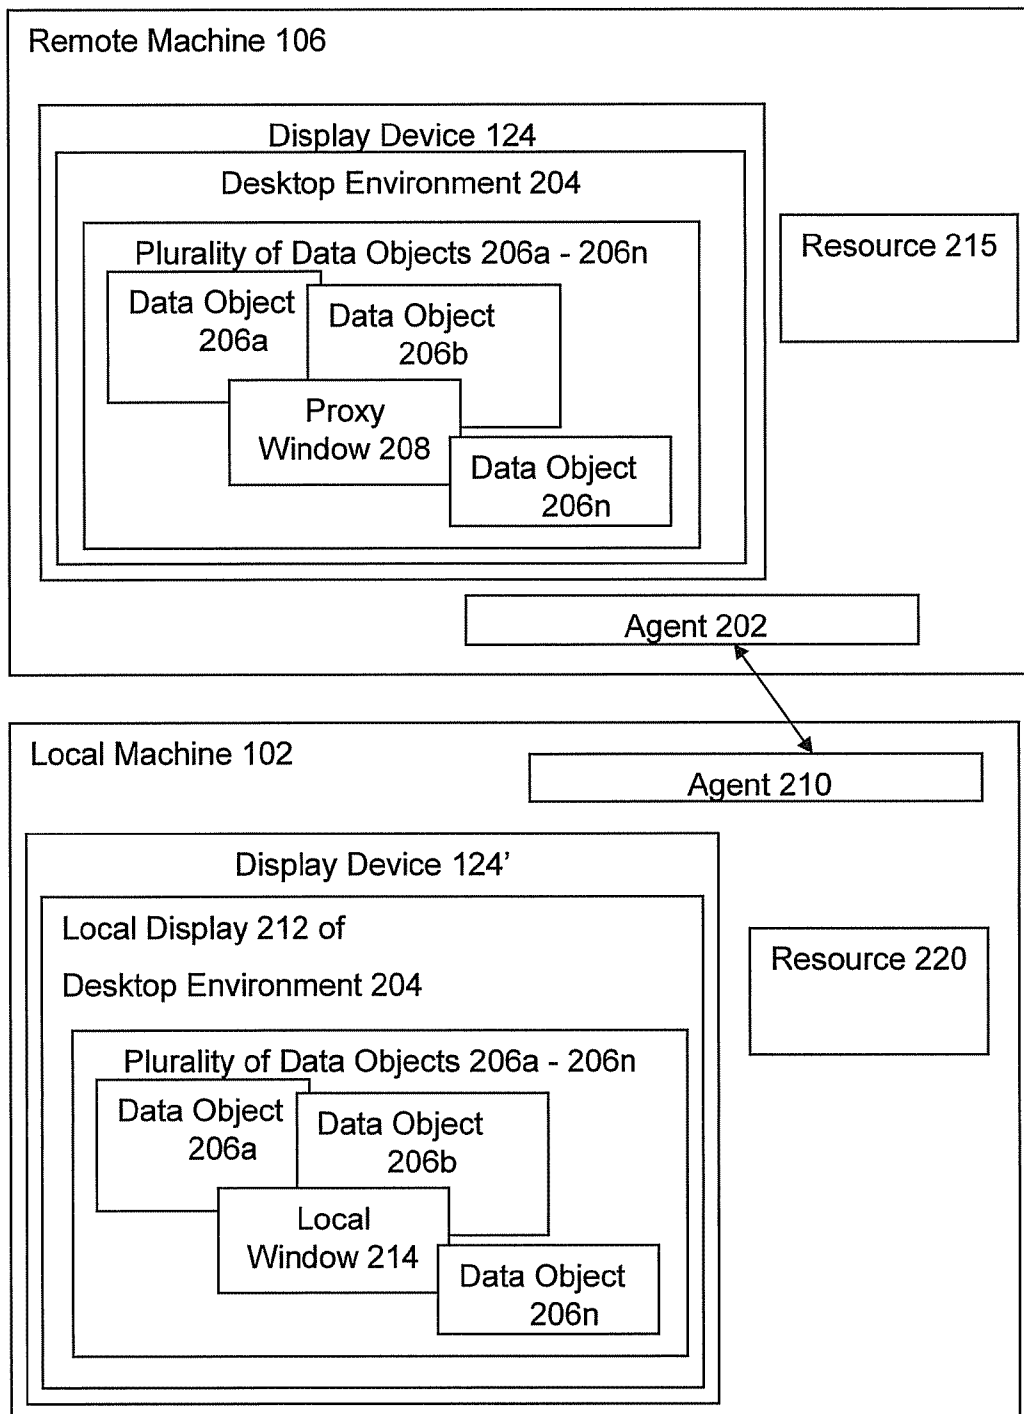 Remote Machine 106
Display Device 124
Desktop Environment 204
Plurality of Data Objects 206a - 206n
Data Object
206a
Data Object
206b
Proxy
Window 208
Data Object
206n
Resource 215
Agent 202
Local Machine 102
Agent 210
Display Device 124’
Local Display 212 of
Desktop Environment 204
Plurality of Data Objects 206a - 206n
Data Object
206a
Data Object
206b
Local
Window 214
Data Object
206n
Resource 220